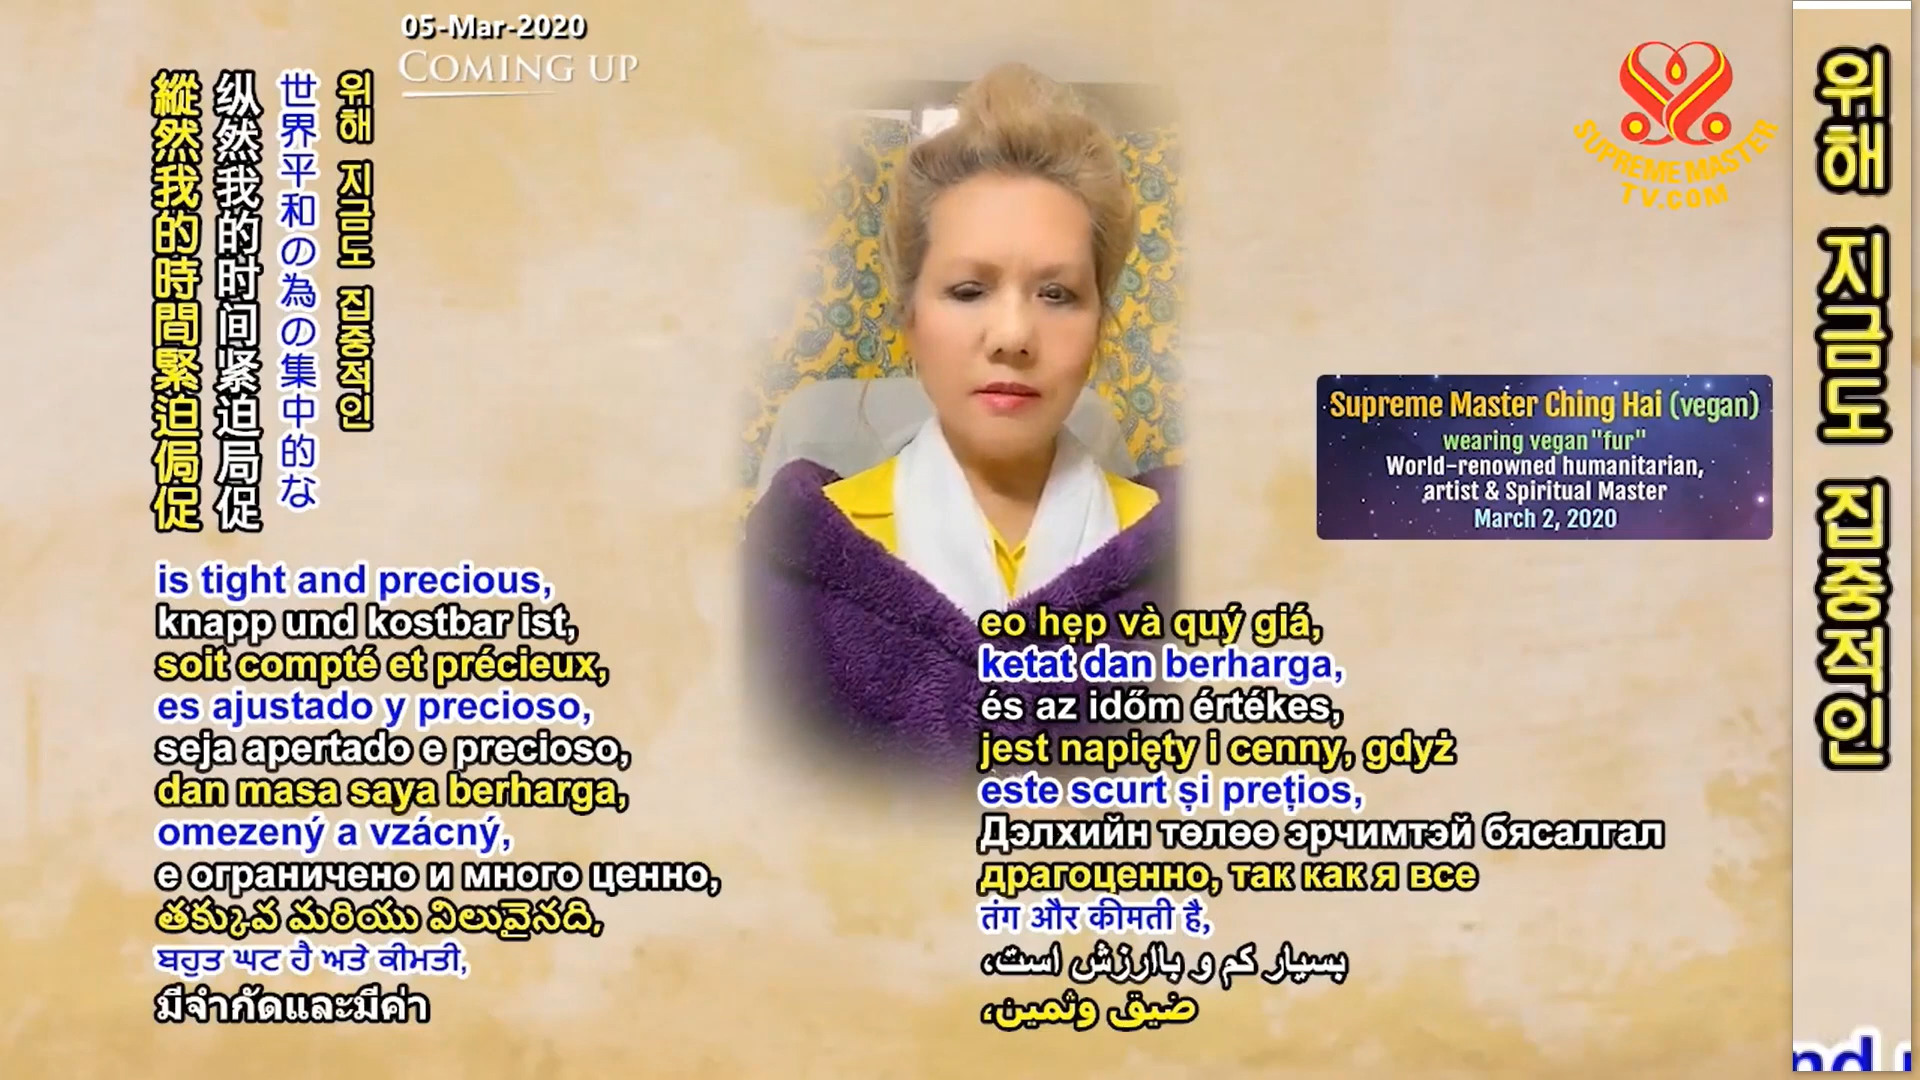 05-Mar-2020
COMING UP
縱然我的時間緊迫侷促
纵然我的时间紧迫局促
世界平和の為の集中的な
위해 지금도 집중적인
SUPREME MASTER
TV.COM
Supreme Master Ching Hai (vegan)
wearing vegan "fur"
World-renowned humanitarian,
artist & Spiritual Master
March 2, 2020
is tight and precious,
knapp und kostbar ist,
soit compté et précieux,
es ajustado y precioso,
seja apertado e precioso,
dan masa saya berharga,
omezený a vzácný,
е ограничено и много ценно,
తక్కువ మరియు విలువైనది,
ਬਹੁਤ ਘਟ ਹੈ ਅਤੇ ਕੀਮਤੀ,
มีจำกัดและมีค่า
eo hẹp và quý giá,
ketat dan berharga,
és az időm értékes,
jest napięty i cenny, gdyż
este scurt și prețios,
Дэлхийн төлөө эрчимтэй бясалгал
драгоценно, так как я все
तंग और कीमती है,
بسیار کم و باارزش است،
ضيق وثمين،
위해 지금도 집중적인